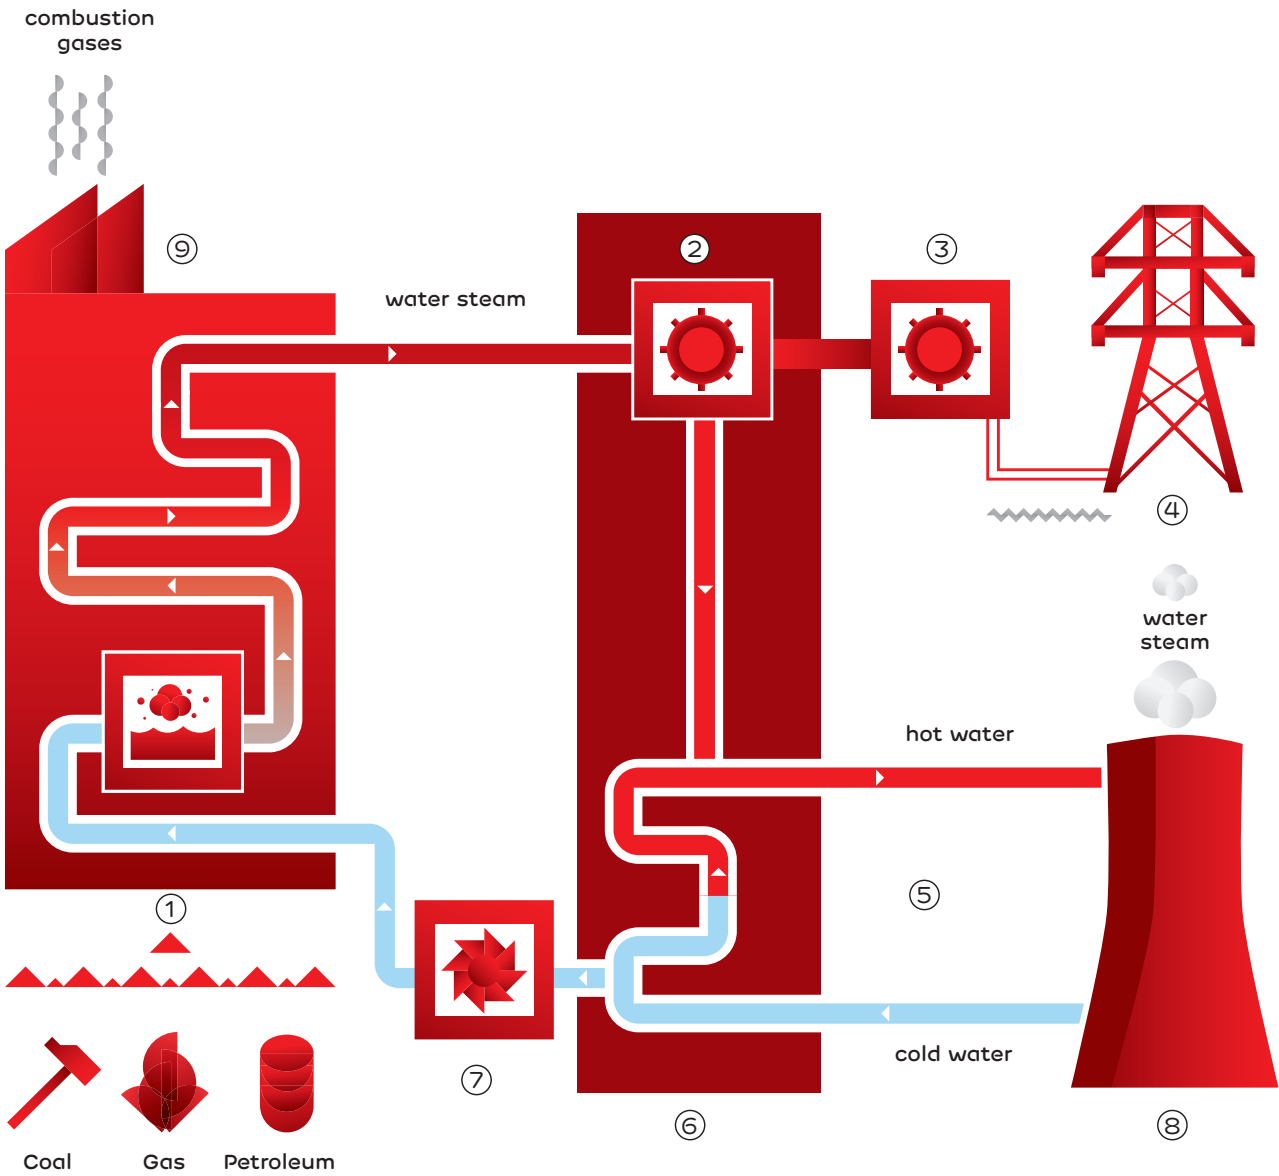 combustion
gases
⑨
②
③
water steam
④
water
steam
hot water
⑤
①
cold water
⑦
⑥
⑧
Coal
Gas
Petroleum